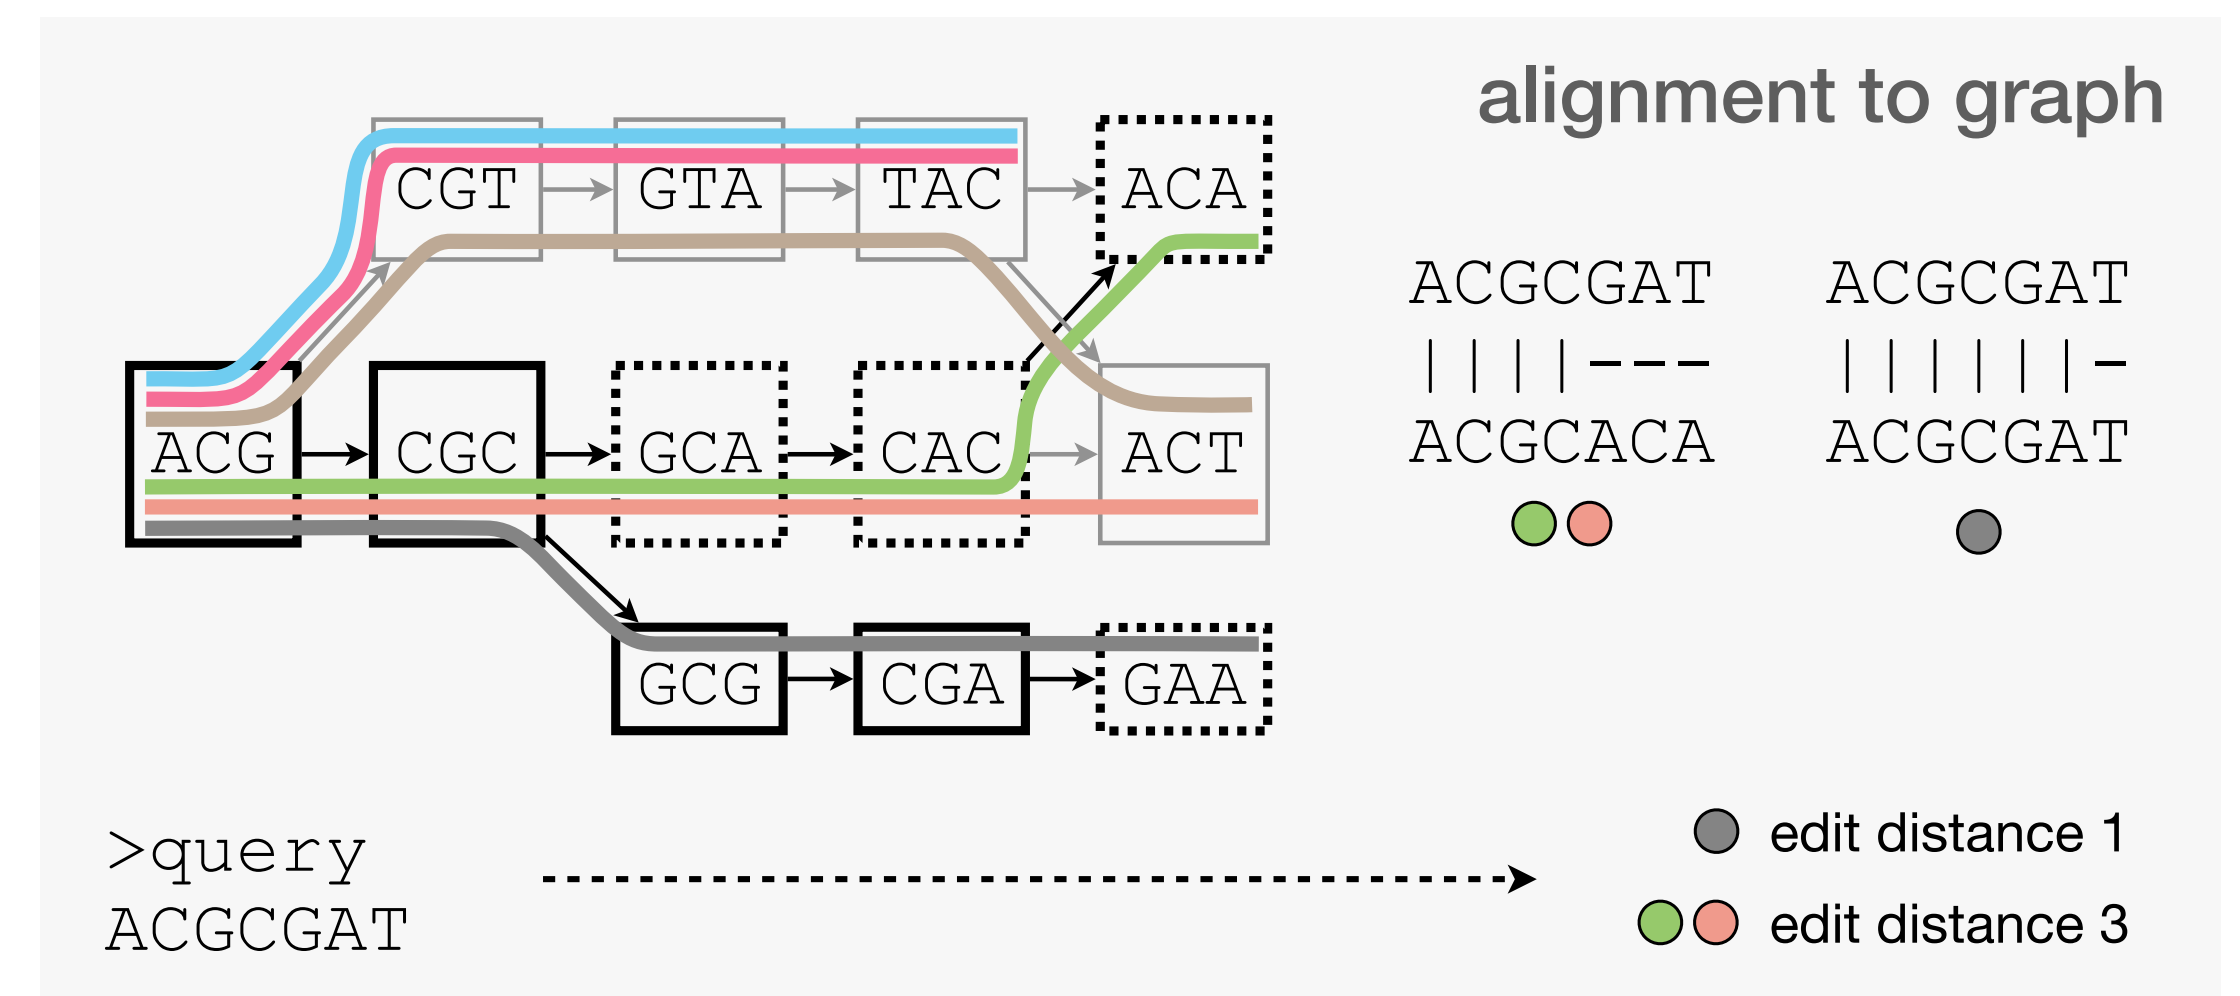 alignment to graph
CGT GTA TAC ACA
ACG CGC GCA CAC ACT
GCG CGA GAA
ACGCGAT ACGCGAT
||||--- ||||||-
ACGCACA ACGCGAT
>query
ACGCGAT
edit distance 1
edit distance 3